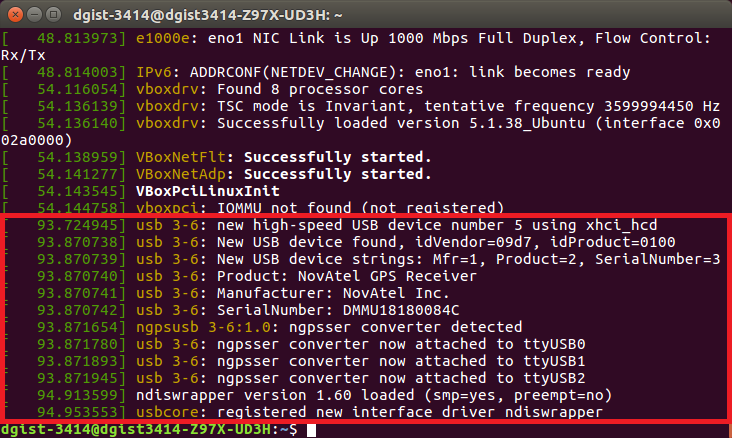 dgist-3414@dgist3414-Z97X-UD3H: ~
[   48.813973] e1000e: eno1 NIC Link is Up 1000 Mbps Full Duplex, Flow Control:
Rx/Tx
[   48.814003] IPv6: ADDRCONF(NETDEV_CHANGE): eno1: link becomes ready
[   54.116054] vboxdrv: Found 8 processor cores
[   54.136139] vboxdrv: TSC mode is Invariant, tentative frequency 3599994450 Hz
[   54.136140] vboxdrv: Successfully loaded version 5.1.38_Ubuntu (interface 0x0
02a0000)
[   54.138959] VBoxNetFlt: Successfully started.
[   54.141277] VBoxNetAdp: Successfully started.
[   54.143545] VBoxPciLinuxInit
[   54.144758] vboxpci: IOMMU not found (not registered)
[   93.724945] usb 3-6: new high-speed USB device number 5 using xhci_hcd
[   93.870738] usb 3-6: New USB device found, idVendor=09d7, idProduct=0100
[   93.870739] usb 3-6: New USB device strings: Mfr=1, Product=2, SerialNumber=3
[   93.870740] usb 3-6: Product: NovAtel GPS Receiver
[   93.870741] usb 3-6: Manufacturer: NovAtel Inc.
[   93.870742] usb 3-6: SerialNumber: DMMU18180084C
[   93.871654] ngpsusb 3-6:1.0: ngpsser converter detected
[   93.871780] usb 3-6: ngpsser converter now attached to ttyUSB0
[   93.871893] usb 3-6: ngpsser converter now attached to ttyUSB1
[   93.871945] usb 3-6: ngpsser converter now attached to ttyUSB2
[   94.913599] ndiswrapper version 1.60 loaded (smp=yes, preempt=no)
[   94.953553] usbcore: registered new interface driver ndiswrapper
dgist-3414@dgist3414-Z97X-UD3H:~$